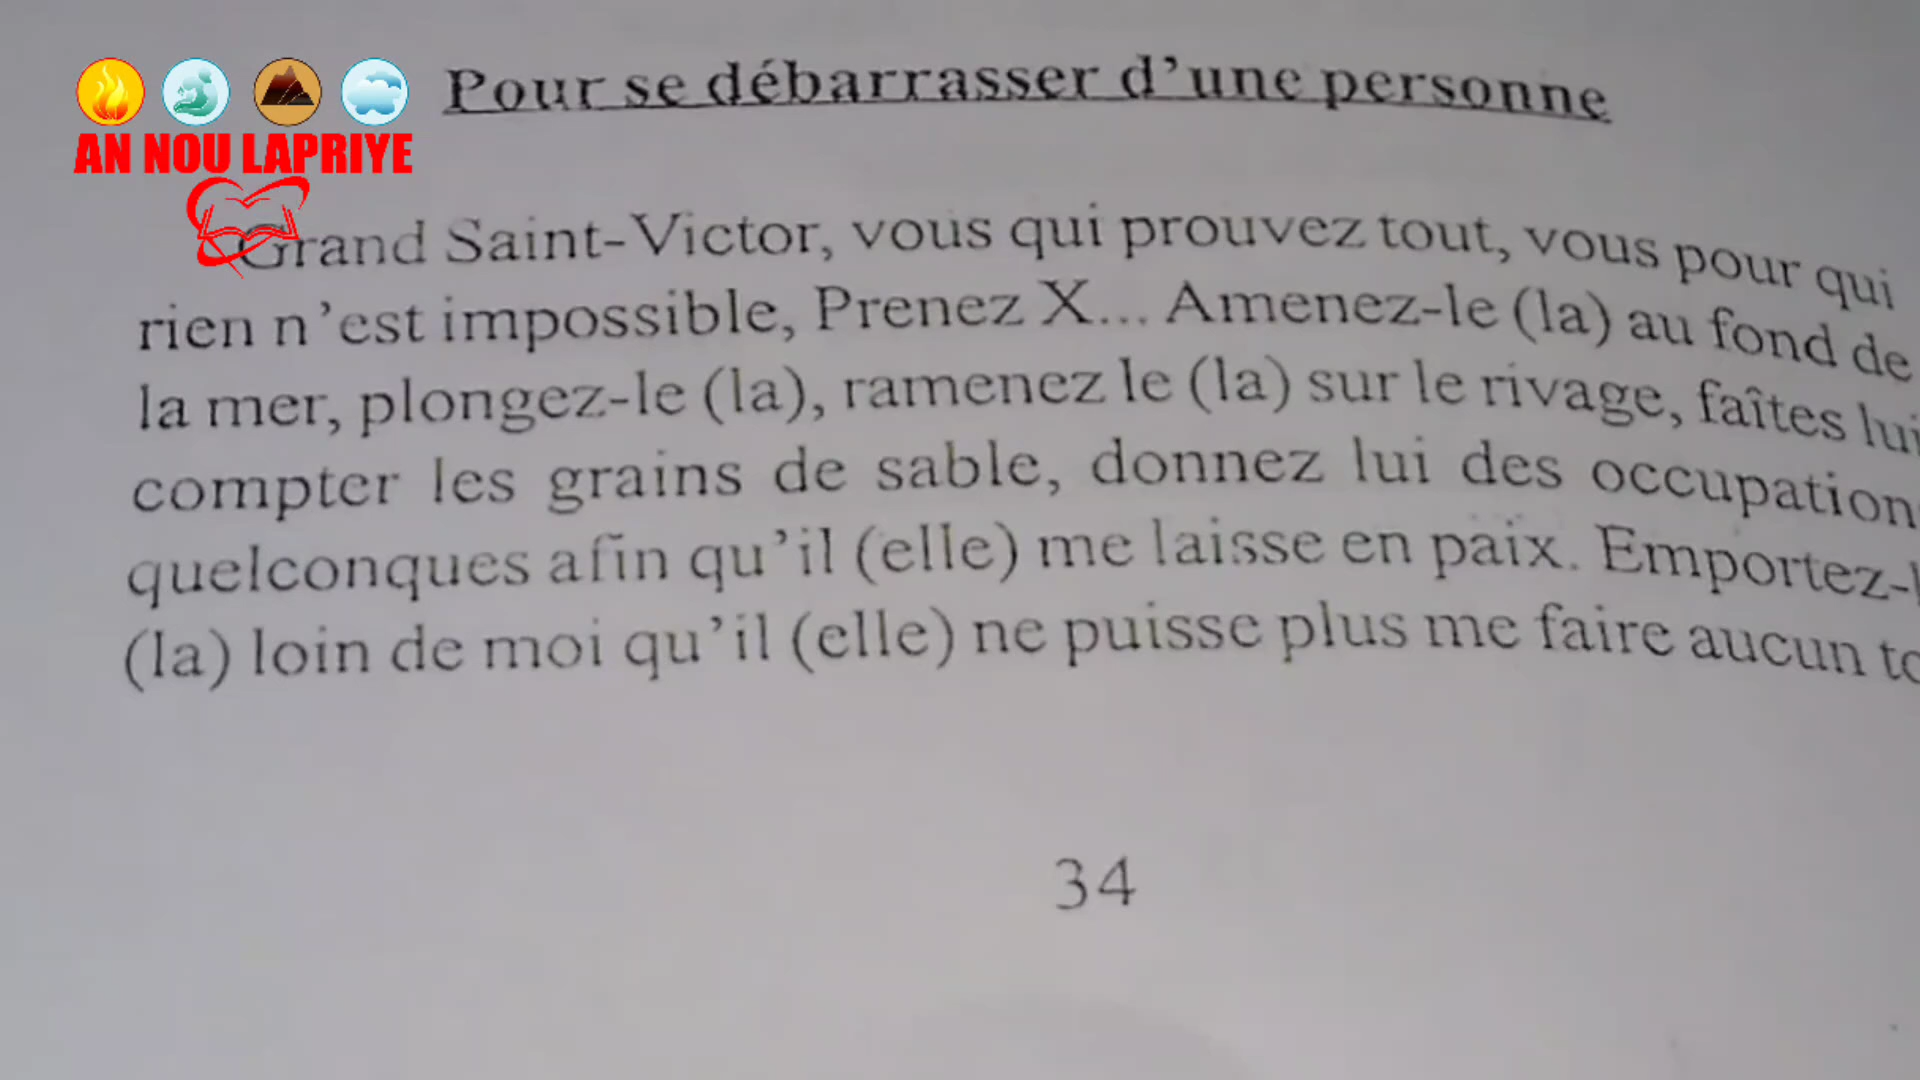 Pour se débarrasser d'une personne
AN NOU LAPRIYE
Grand Saint-Victor, vous qui prouvez tout, vous pour qui
rien n'est impossible, Prenez X... Amenez-le (la) au fond de
la mer, plongez-le (la), ramenez le (la) sur le rivage, faîtes lui
compter les grains de sable, donnez lui des occupation
quelconques afin qu'il (elle) me laisse en paix. Emportez-
(la) loin de moi qu'il (elle) ne puisse plus me faire aucun
34